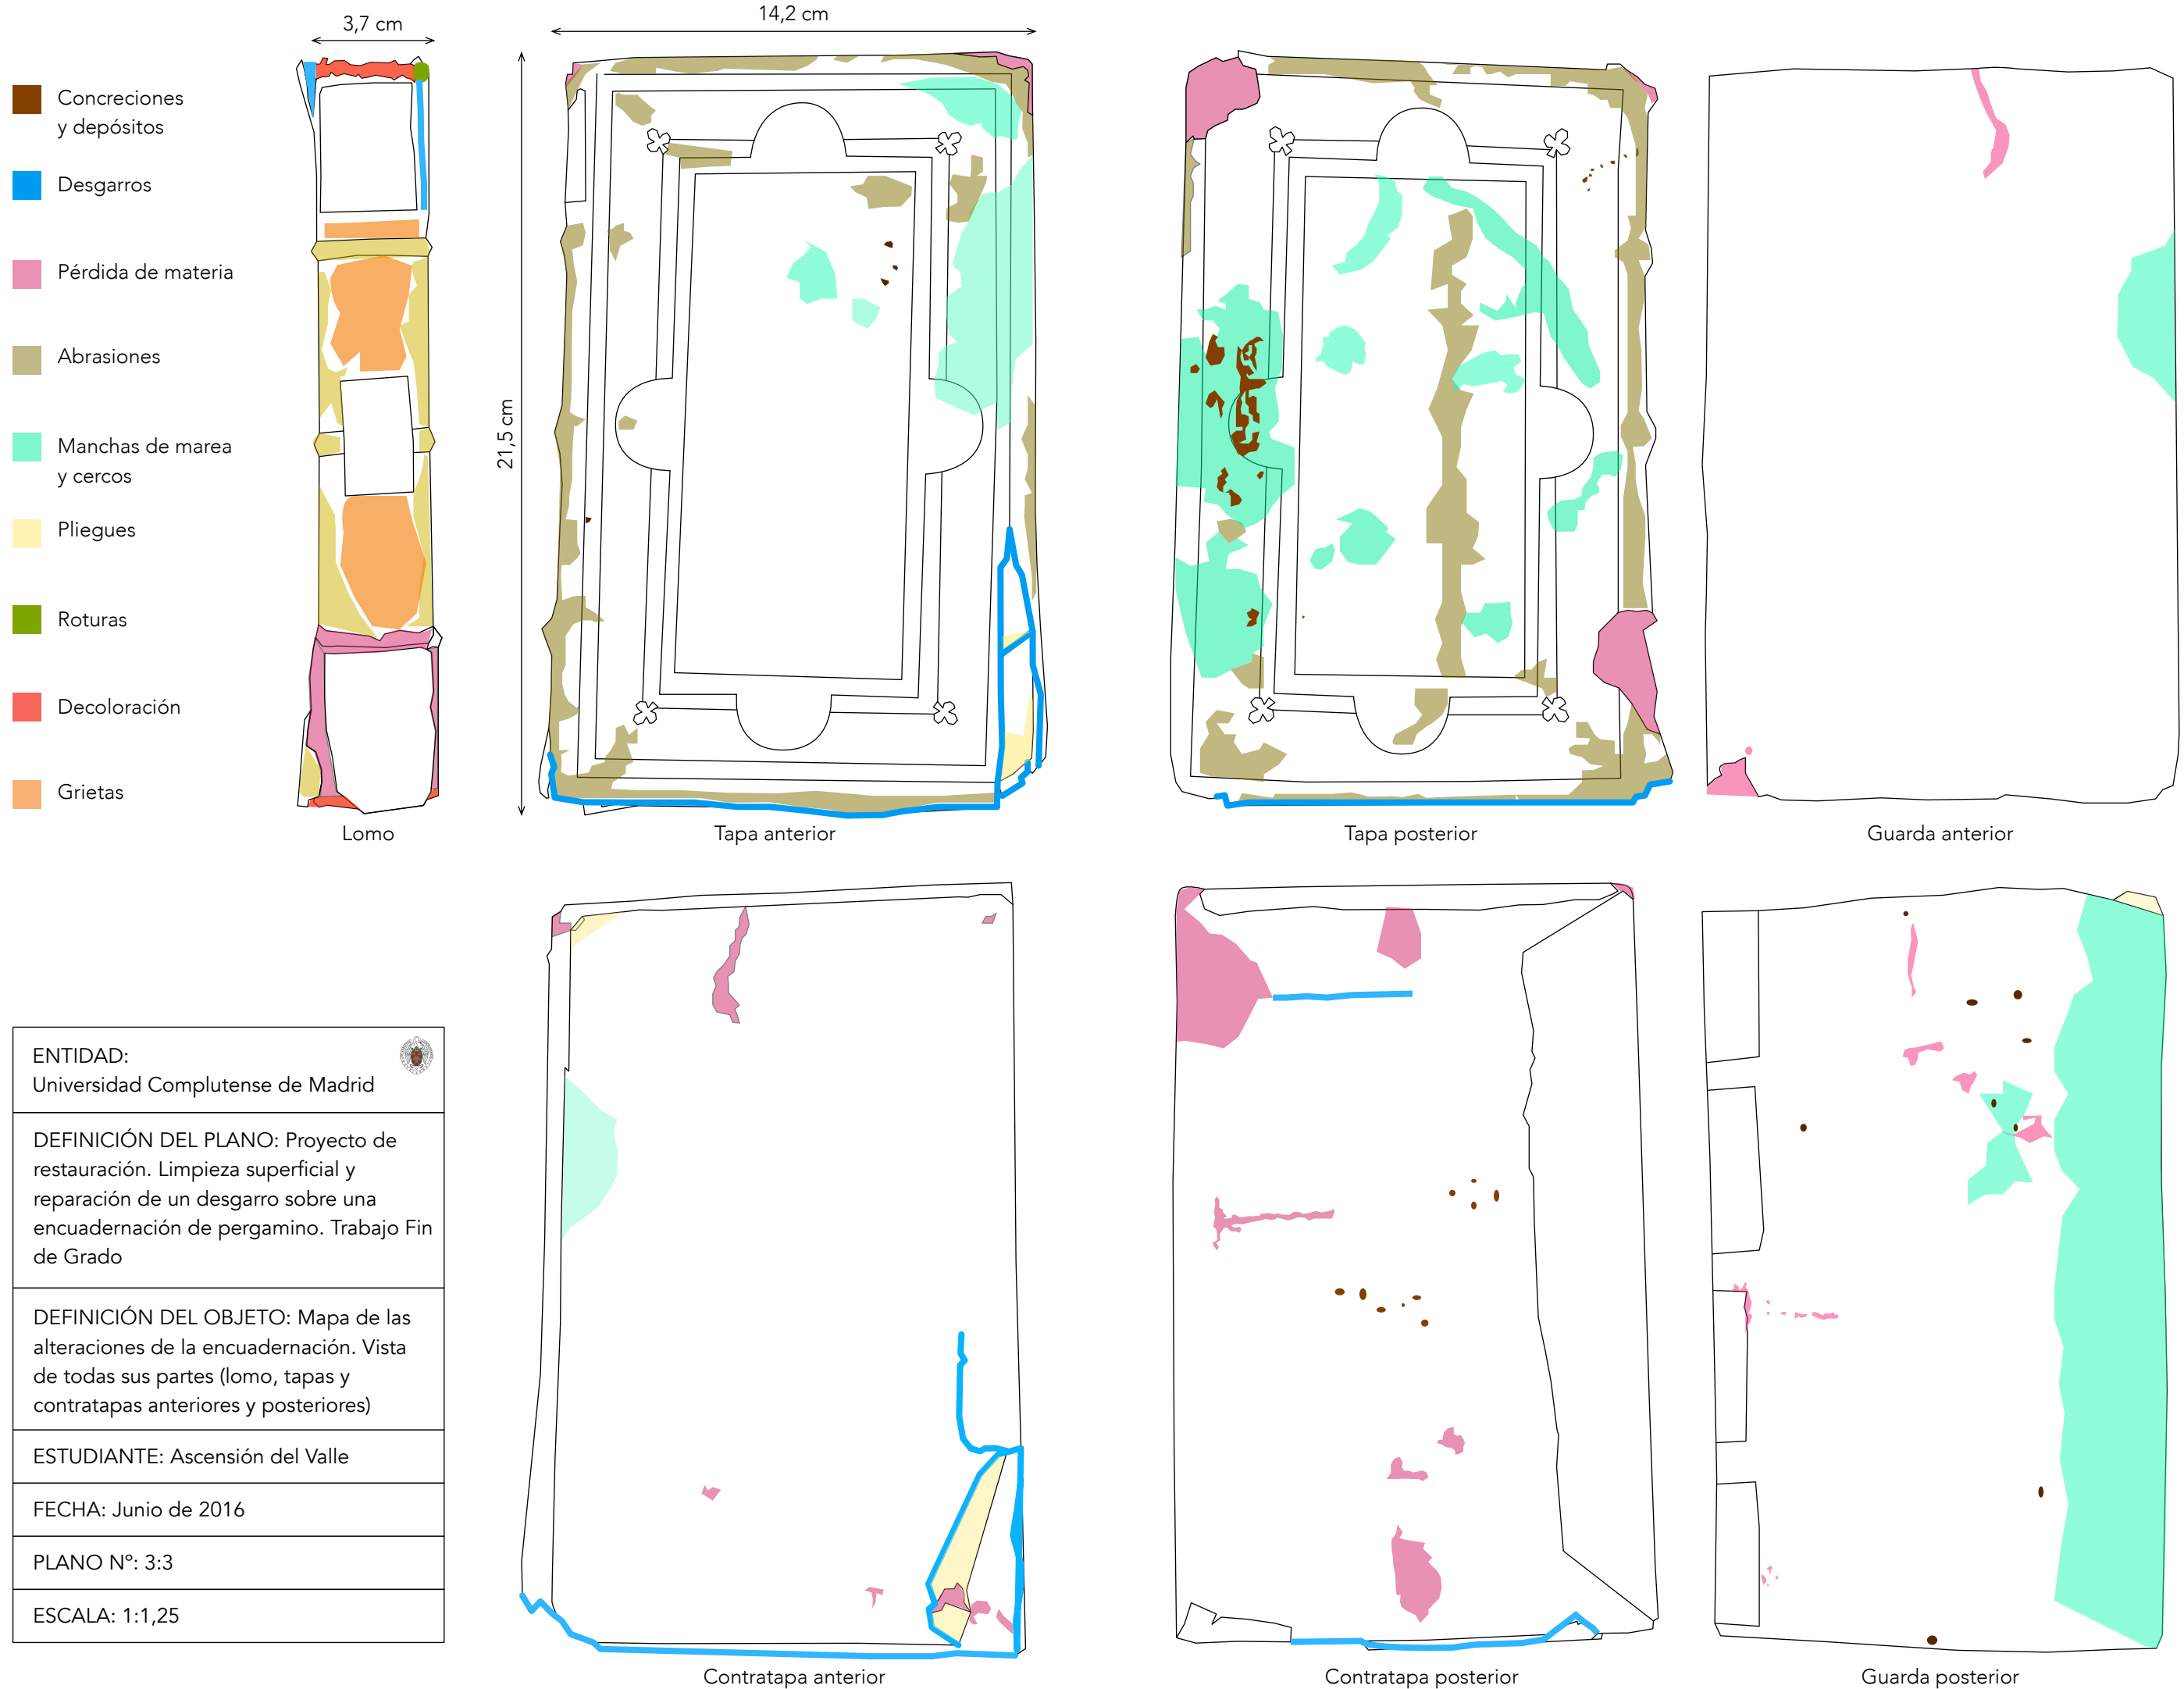 3,7 cm
14,2 cm
21,5 cm
Concreciones
y depósitos
Desgarros
Pérdida de materia
Abrasiones
Manchas de marea
y cercos
Pliegues
Roturas
Decoloración
Grietas
Lomo
Tapa anterior
Tapa posterior
Guarda anterior
ENTIDAD:
Universidad Complutense de Madrid
DEFINICIÓN DEL PLANO: Proyecto de
restauración. Limpieza superficial y
reparación de un desgarro sobre una
encuadernación de pergamino. Trabajo Fin
de Grado
DEFINICIÓN DEL OBJETO: Mapa de las
alteraciones de la encuadernación. Vista
de todas sus partes (lomo, tapas y
contratapas anteriores y posteriores)
ESTUDIANTE: Ascensión del Valle
FECHA: Junio de 2016
PLANO Nº: 3:3
ESCALA: 1:1,25
Contratapa anterior
Contratapa posterior
Guarda posterior